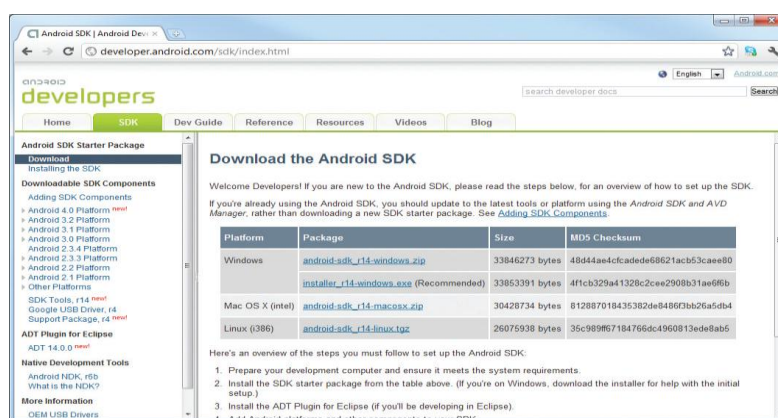 Android SDK | Android Dev
developer.android.com/sdk/index.html
English
Android.com
ANDROID
developers
search developer docs
Search
Home
SDK
Dev Guide
Reference
Resources
Videos
Blog
Android SDK Starter Package
Download
Installing the SDK
Downloadable SDK Components
Adding SDK Components
Android 4.0 Platform new!
Android 3.2 Platform
Android 3.1 Platform
Android 3.0 Platform
Android 2.3.4 Platform
Android 2.3.3 Platform
Android 2.2 Platform
Android 2.1 Platform
Other Platforms
SDK Tools, r14 new!
Google USB Driver, r4
Support Package, r4 new!
ADT Plugin for Eclipse
ADT 14.0.0 new!
Native Development Tools
Android NDK, r6b
What is the NDK?
More Information
OEM USB Drivers
Download the Android SDK
Welcome Developers! If you are new to the Android SDK, please read the steps below, for an overview of how to set up the SDK.
If you're already using the Android SDK, you should update to the latest tools or platform using the Android SDK and AVD
Manager, rather than downloading a new SDK starter package. See Adding SDK Components.
Platform Package Size MD5 Checksum
Windows android-sdk_r14-windows.zip 33846273 bytes 48d44ae4cfcadede68621acb53caee80
installer_r14-windows.exe (Recommended) 33853391 bytes 4f1cb329a41328c2cee2908b31ae6f6b
Mac OS X (intel) android-sdk_r14-macosx.zip 30428734 bytes 812887018435382de8486f3bb26a5db4
Linux (i386) android-sdk_r14-linux.tgz 26075938 bytes 35c989ff67184766dc4960813ede8ab5
Here's an overview of the steps you must follow to set up the Android SDK:
1. Prepare your development computer and ensure it meets the system requirements.
2. Install the SDK starter package from the table above. (If you're on Windows, download the installer for help with the initial
setup.)
3. Install the ADT Plugin for Eclipse (if you'll be developing in Eclipse).